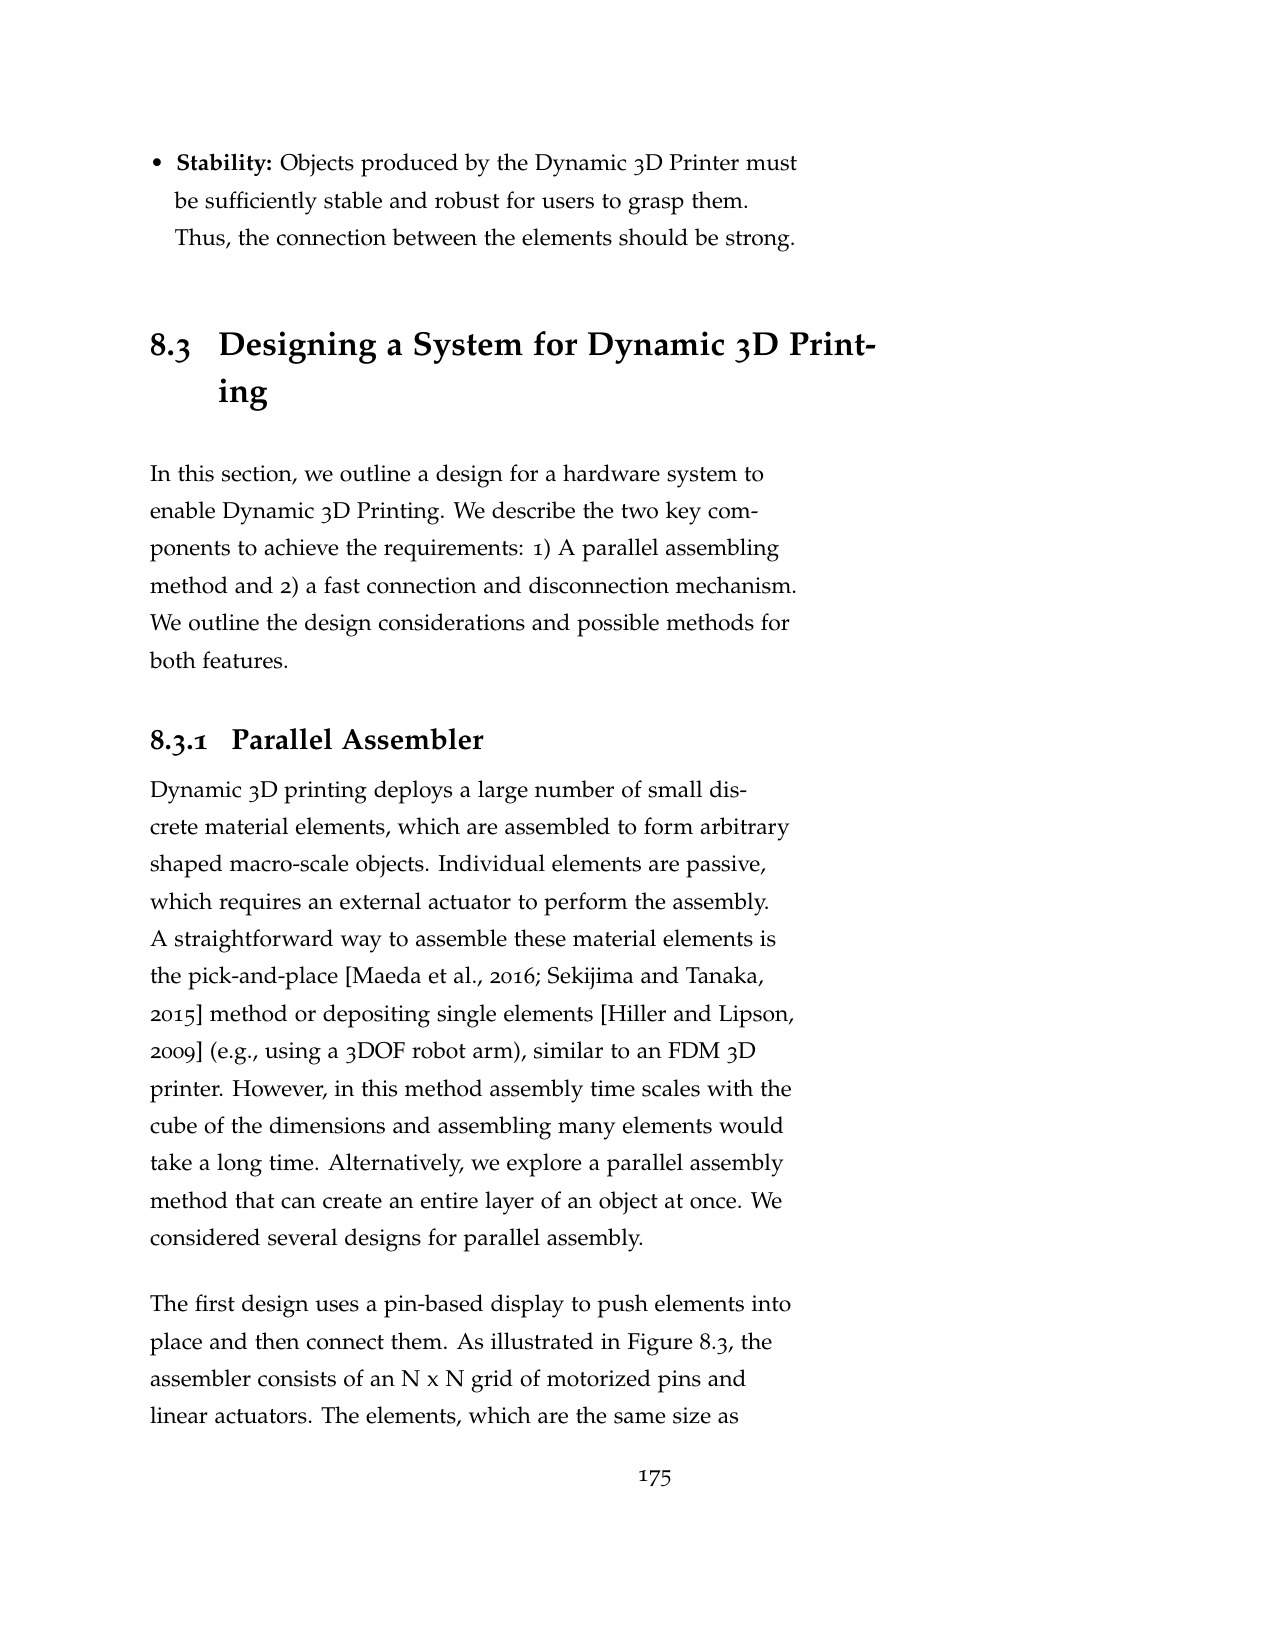 • Stability: Objects produced by the Dynamic 3D Printer must
be sufficiently stable and robust for users to grasp them.
Thus, the connection between the elements should be strong.
8.3 Designing a System for Dynamic 3D Print-
ing
In this section, we outline a design for a hardware system to
enable Dynamic 3D Printing. We describe the two key com-
ponents to achieve the requirements: 1) A parallel assembling
method and 2) a fast connection and disconnection mechanism.
We outline the design considerations and possible methods for
both features.
8.3.1 Parallel Assembler
Dynamic 3D printing deploys a large number of small dis-
crete material elements, which are assembled to form arbitrary
shaped macro-scale objects. Individual elements are passive,
which requires an external actuator to perform the assembly.
A straightforward way to assemble these material elements is
the pick-and-place [Maeda et al., 2016; Sekijima and Tanaka,
2015] method or depositing single elements [Hiller and Lipson,
2009] (e.g., using a 3DOF robot arm), similar to an FDM 3D
printer. However, in this method assembly time scales with the
cube of the dimensions and assembling many elements would
take a long time. Alternatively, we explore a parallel assembly
method that can create an entire layer of an object at once. We
considered several designs for parallel assembly.
The first design uses a pin-based display to push elements into
place and then connect them. As illustrated in Figure 8.3, the
assembler consists of an N x N grid of motorized pins and
linear actuators. The elements, which are the same size as
175